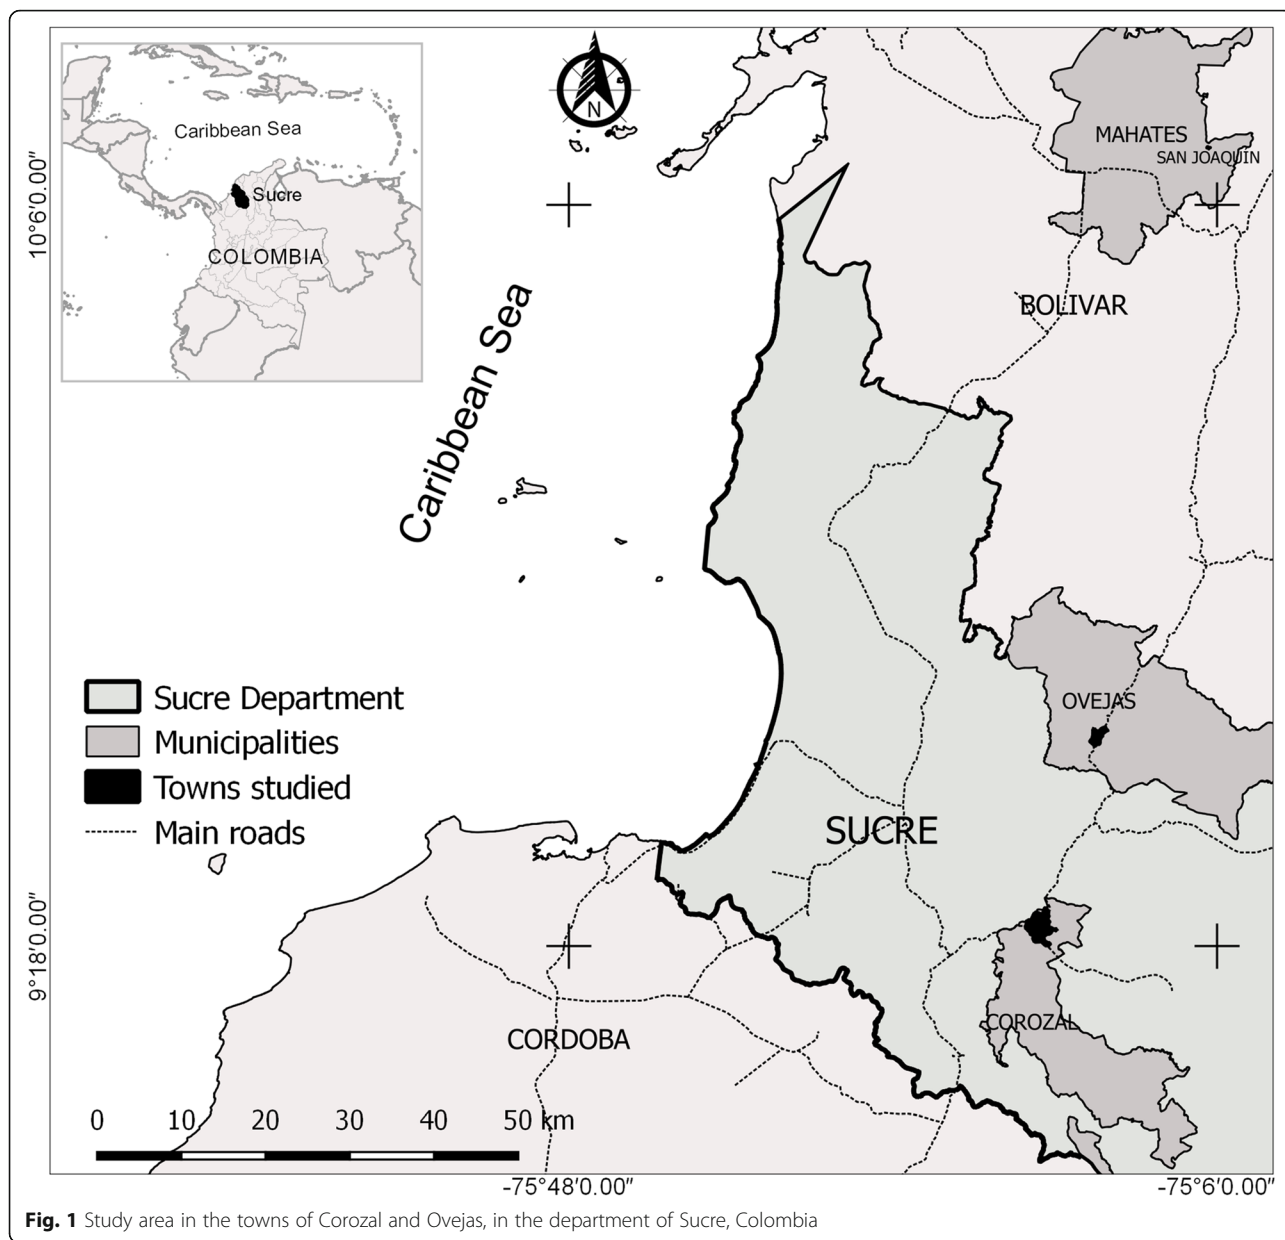 Caribbean Sea
Sucre
COLOMBIA
N
10°6′0.00″
MAHATES
SAN JOAQUIN
BOLIVAR
Caribbean Sea
OVEJAS
Sucre Department
Municipalities
Towns studied
Main roads
SUCRE
9°18′0.00″
COROZAL
CORDOBA
0 10 20 30 40 50 km
-75°48′0.00″ -75°6′0.00″
Fig. 1 Study area in the towns of Corozal and Ovejas, in the department of Sucre, Colombia